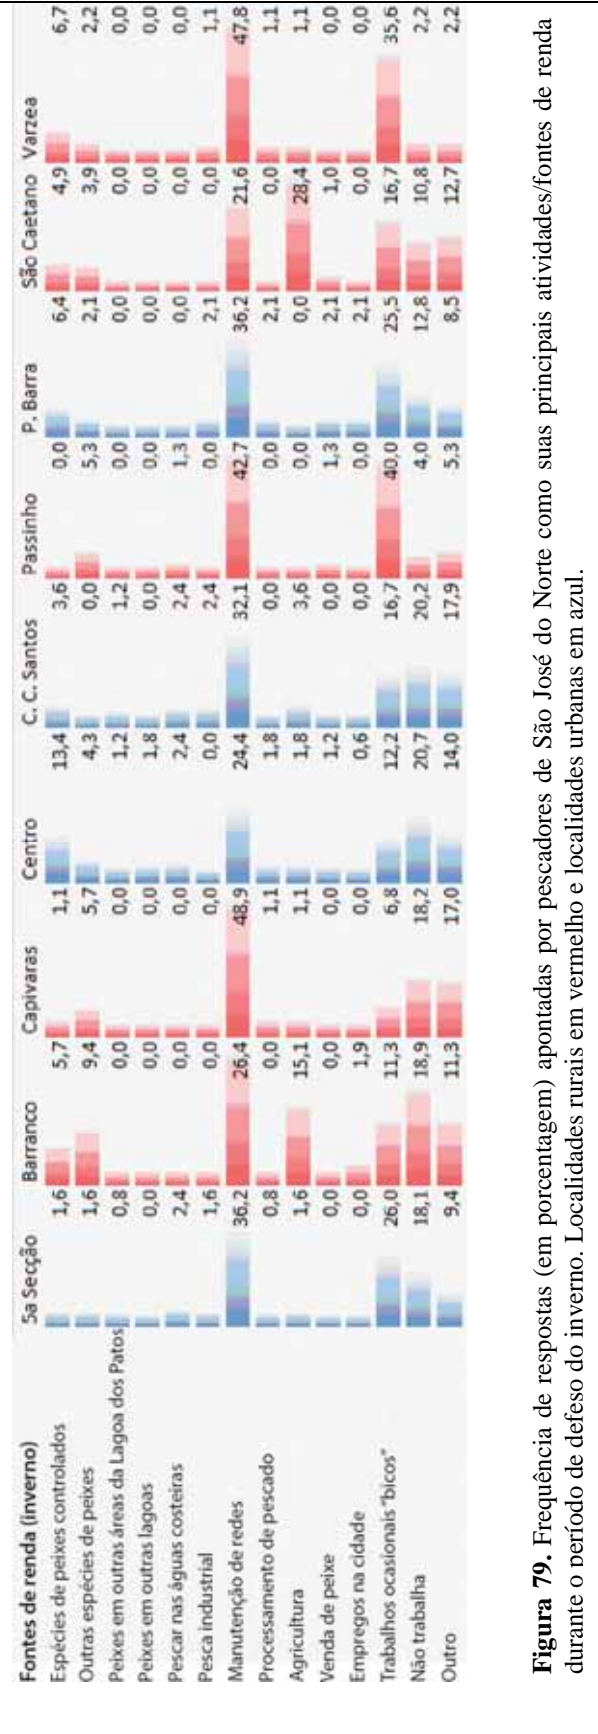 Fontes de renda (inverno) 5a Secção Barranco Capivaras Centro C. C. Santos Passinho P. Barra São Caetano Varzea
Espécies de peixes controlados 1,6 5,7 1,1 13,4 3,6 0,0 6,4 4,9 6,7
Outras espécies de peixes 1,6 9,4 5,7 4,3 0,0 5,3 2,1 3,9 2,2
Peixes em outras áreas da Lagoa dos Patos 0,8 0,0 0,0 1,2 1,2 0,0 0,0 0,0 0,0
Peixes em outras lagoas 0,0 0,0 0,0 1,8 0,0 0,0 0,0 0,0 0,0
Pescar nas águas costeiras 2,4 0,0 0,0 2,4 2,4 1,3 0,0 0,0 0,0
Pesca industrial 1,6 0,0 0,0 0,0 2,4 0,0 2,1 0,0 1,1
Manutenção de redes 36,2 26,4 48,9 24,4 32,1 42,7 36,2 21,6 47,8
Processamento de pescado 0,8 0,0 1,1 1,8 0,0 0,0 2,1 0,0 1,1
Agricultura 1,6 15,1 1,1 1,8 3,6 0,0 0,0 28,4 1,1
Venda de peixe 0,0 0,0 0,0 1,2 0,0 1,3 2,1 1,0 0,0
Empregos na cidade 0,0 1,9 0,0 0,6 0,0 0,0 2,1 0,0 0,0
Trabalhos ocasionais "bicos" 26,0 11,3 6,8 12,2 16,7 40,0 25,5 16,7 35,6
Não trabalha 18,1 18,9 18,2 20,7 20,2 4,0 12,8 10,8 2,2
Outro 9,4 11,3 17,0 14,0 17,9 5,3 8,5 12,7 2,2
Figura 79. Frequência de respostas (em porcentagem) apontadas por pescadores de São José do Norte como suas principais atividades/fontes de renda
durante o período de defeso do inverno. Localidades rurais em vermelho e localidades urbanas em azul.